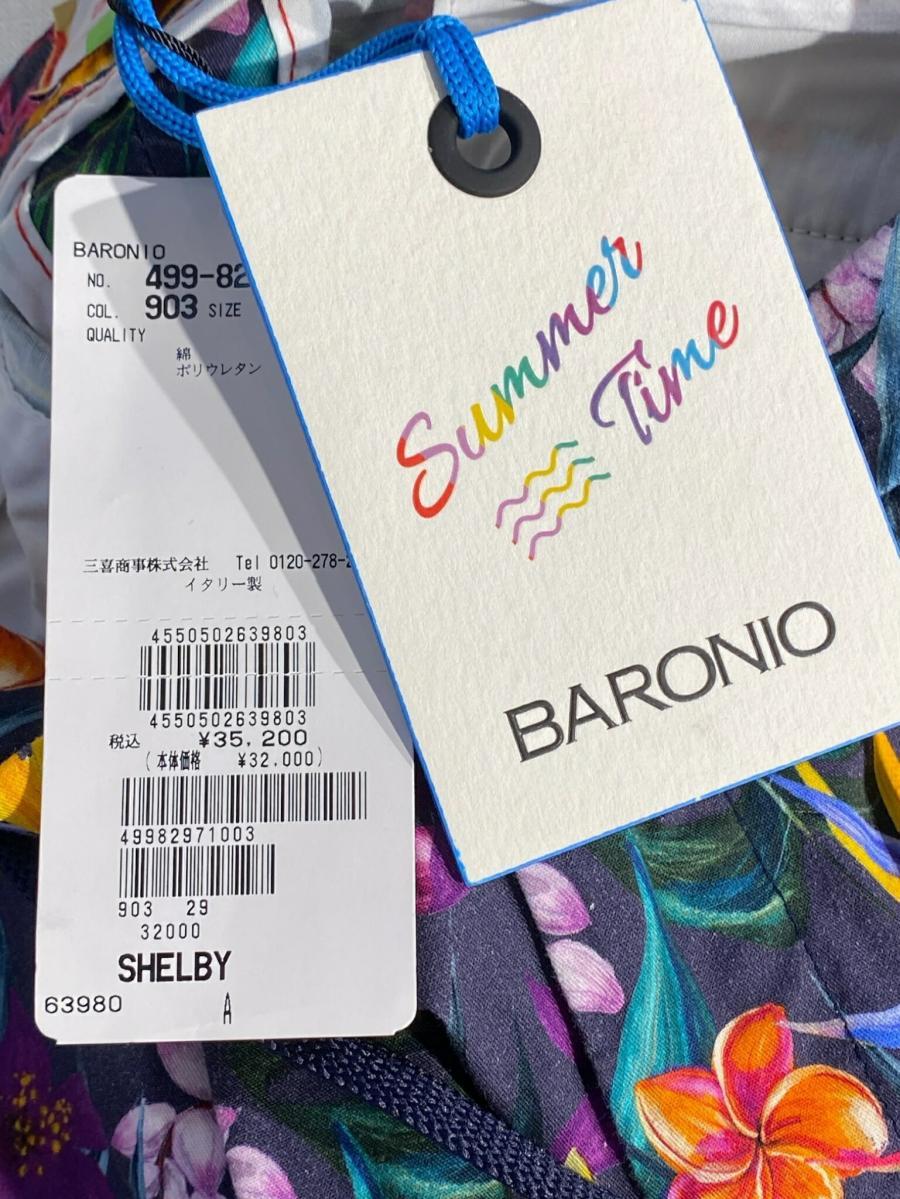 BARONIO
NO. 499-82
COL. 903 SIZE
QUALITY
綿
ポリウレタン
三喜商事株式会社 Tel 0120-278-
イタリー製
4550502639803
4550502639803
税込 ¥35,200
(本体価格 ¥32,000)
49982971003
903 29
32000
SHELBY
63980 A
Summer
Time
BARONIO